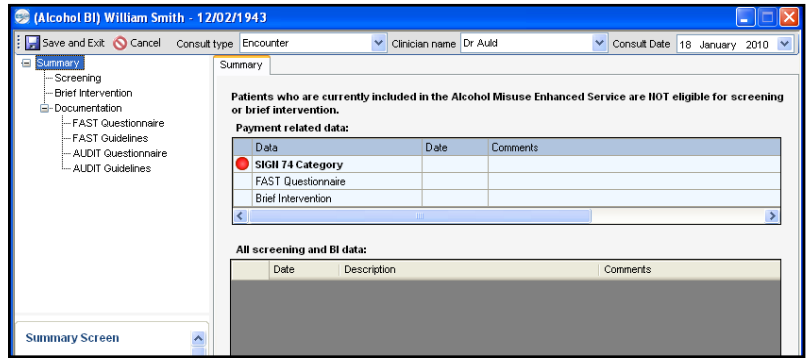 (Alcohol BI) William Smith - 12/02/1943
Save and Exit Cancel Consult type Encounter Clinician name Dr Auld Consult Date 18 January 2010
Summary
Screening
Brief Intervention
Documentation
FAST Questionnaire
FAST Guidelines
AUDIT Questionnaire
AUDIT Guidelines
Summary Screen
Summary
Patients who are currently included in the Alcohol Misuse Enhanced Service are NOT eligible for screening
or brief intervention.
Payment related data:
Data Date Comments
SIGN 74 Category
FAST Questionnaire
Brief Intervention
All screening and BI data:
Date Description Comments